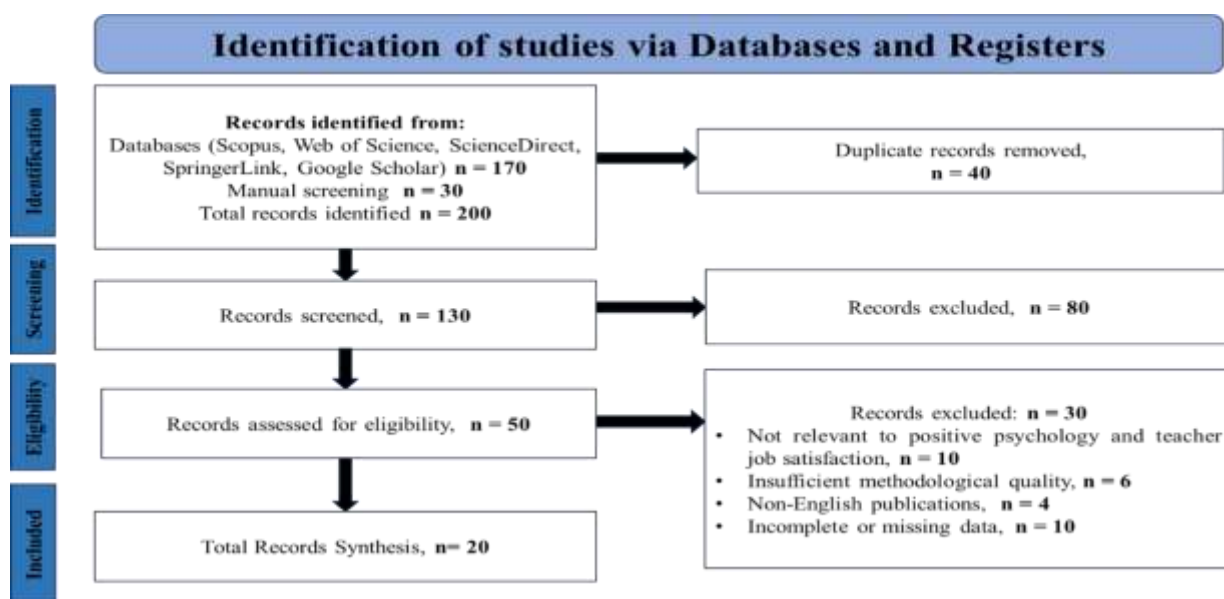 Identification of studies via Databases and Registers
Identification
Records identified from:
Databases (Scopus, Web of Science, ScienceDirect,
SpringerLink, Google Scholar) n = 170
Manual screening n = 30
Total records identified n = 200
Duplicate records removed,
n = 40
Screening
Records screened, n = 130
Records excluded, n = 80
Eligibility
Records assessed for eligibility, n = 50
Records excluded: n = 30
• Not relevant to positive psychology and teacher
job satisfaction, n = 10
• Insufficient methodological quality, n = 6
• Non-English publications, n = 4
• Incomplete or missing data, n = 10
Included
Total Records Synthesis, n= 20